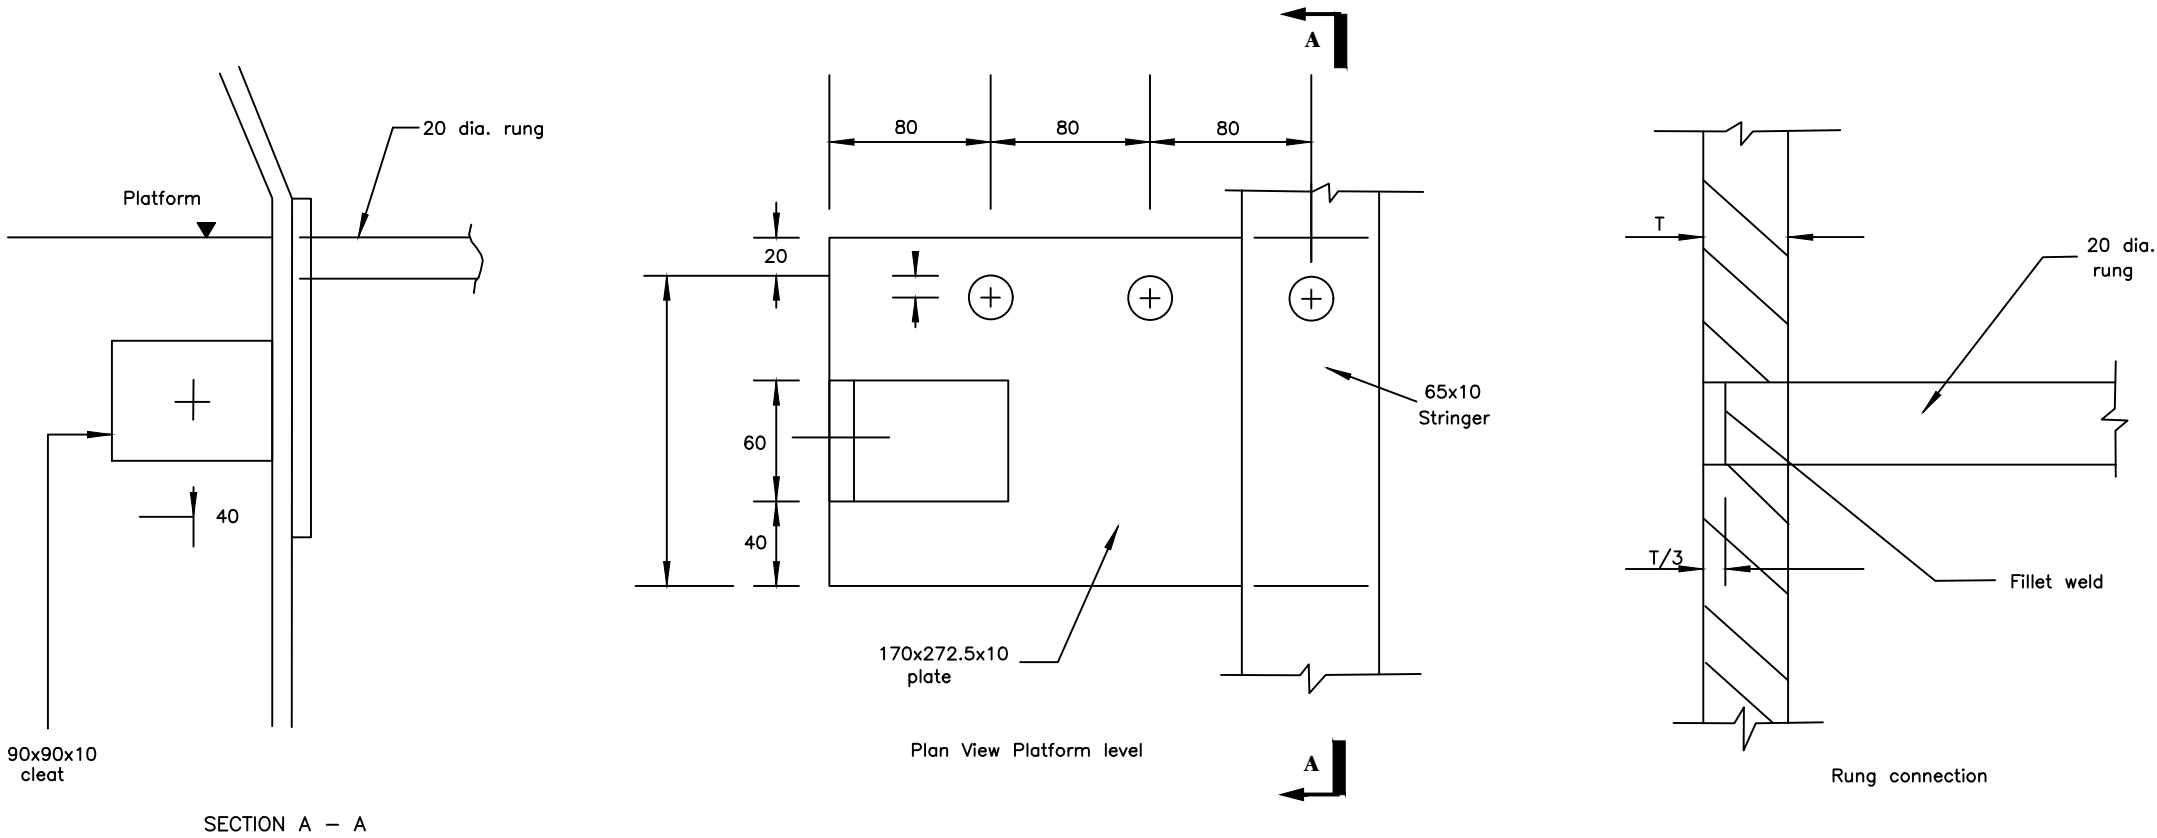 20 dia. rung
Platform
40
90x90x10
cleat
SECTION A – A
A
80
80
80
20
60
40
65x10
Stringer
170x272.5x10
plate
Plan View Platform level
A
T
20 dia.
rung
T/3
Fillet weld
Rung connection